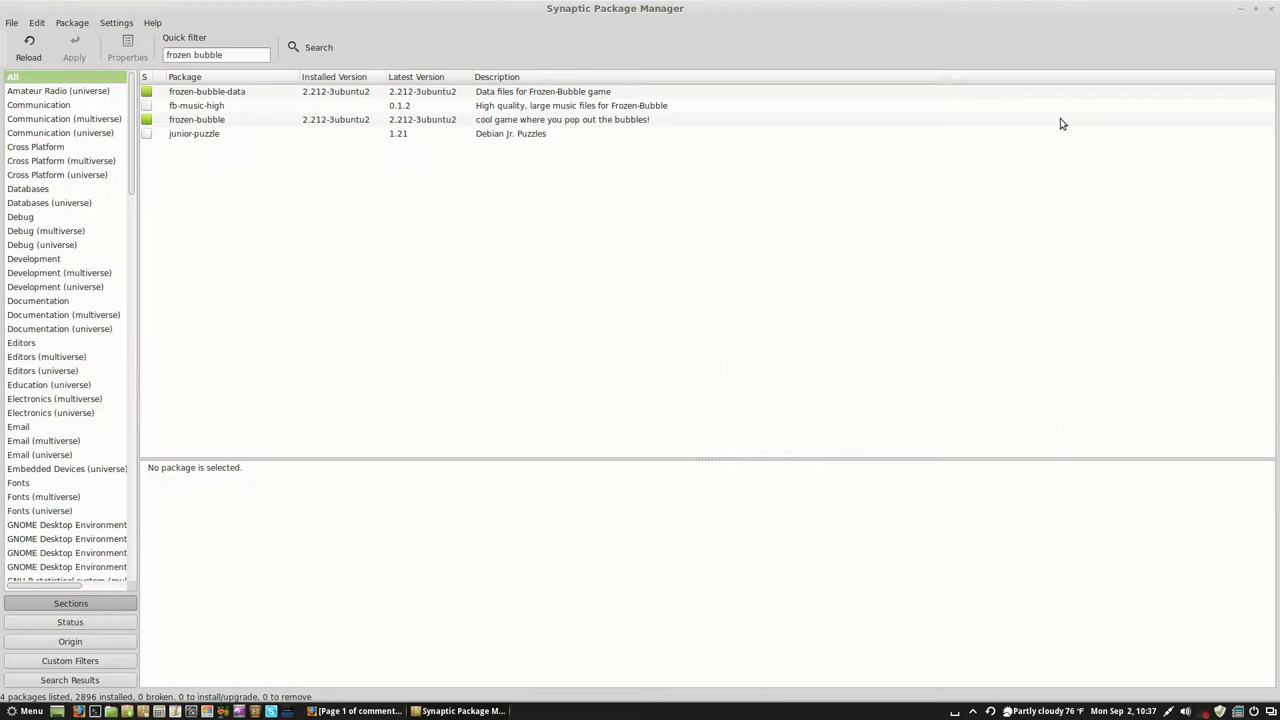 Synaptic Package Manager
File Edit Package Settings Help
Quick filter
Reload Apply Properties frozen bubble Search
All
Amateur Radio (universe)
Communication
Communication (multiverse)
Communication (universe)
Cross Platform
Cross Platform (multiverse)
Cross Platform (universe)
Databases
Databases (universe)
Debug
Debug (multiverse)
Debug (universe)
Development
Development (multiverse)
Development (universe)
Documentation
Documentation (multiverse)
Documentation (universe)
Editors
Editors (multiverse)
Editors (universe)
Education (universe)
Electronics (multiverse)
Electronics (universe)
Email
Email (multiverse)
Email (universe)
Embedded Devices (universe)
Fonts
Fonts (multiverse)
Fonts (universe)
GNOME Desktop Environment
GNOME Desktop Environment
GNOME Desktop Environment
GNOME Desktop Environment
GNU R statistical system (mul
Sections
Status
Origin
Custom Filters
Search Results
S Package Installed Version Latest Version Description
frozen-bubble-data 2.212-3ubuntu2 2.212-3ubuntu2 Data files for Frozen-Bubble game
fb-music-high 0.1.2 High quality, large music files for Frozen-Bubble
frozen-bubble 2.212-3ubuntu2 2.212-3ubuntu2 cool game where you pop out the bubbles!
junior-puzzle 1.21 Debian Jr. Puzzles
No package is selected.
4 packages listed, 2896 installed, 0 broken. 0 to install/upgrade, 0 to remove
Menu [Page 1 of comment... Synaptic Package M... Partly cloudy 76 °F Mon Sep 2, 10:37